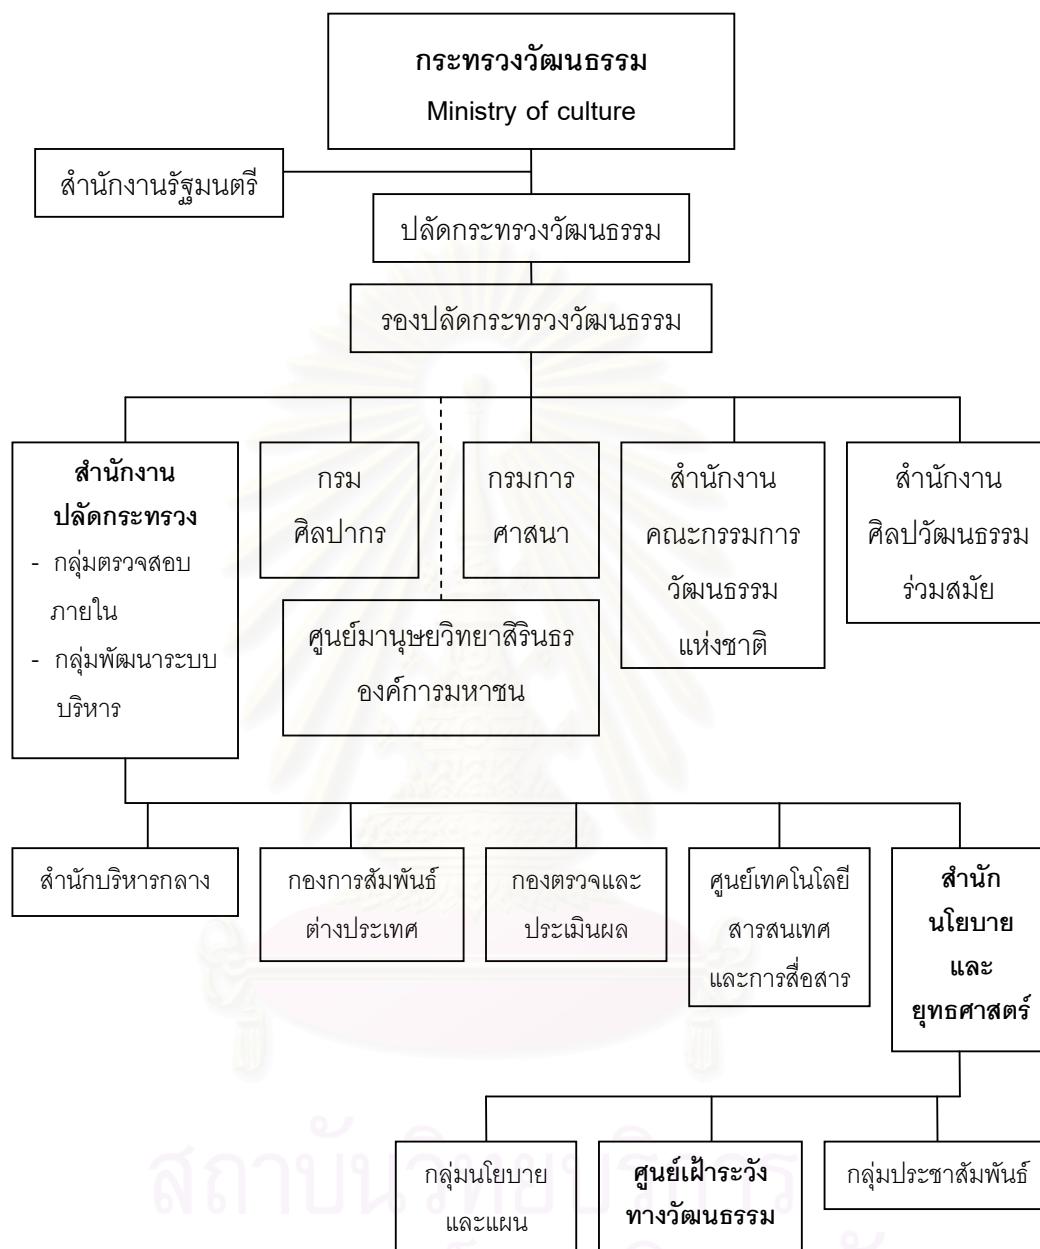 กระทรวงวัฒนธรรม
Ministry of culture
สำนักงานรัฐมนตรี
ปลัดกระทรวงวัฒนธรรม
รองปลัดกระทรวงวัฒนธรรม
สำนักงาน
ปลัดกระทรวง
- กลุ่มตรวจสอบ
ภายใน
- กลุ่มพัฒนาระบบ
บริหาร
กรม
ศิลปากร
กรมการ
ศาสนา
สำนักงาน
คณะกรรมการ
วัฒนธรรม
แห่งชาติ
สำนักงาน
ศิลปวัฒนธรรม
ร่วมสมัย
ศูนย์มานุษยวิทยาสิรินธร
องค์การมหาชน
สำนักบริหารกลาง
กองการสัมพันธ์
ต่างประเทศ
กองตรวจและ
ประเมินผล
ศูนย์เทคโนโลยี
สารสนเทศ
และการสื่อสาร
สำนัก
นโยบาย
และ
ยุทธศาสตร์
กลุ่มนโยบาย
และแผน
ศูนย์เฝ้าระวัง
ทางวัฒนธรรม
กลุ่มประชาสัมพันธ์
สถาบันวิทยบริการ